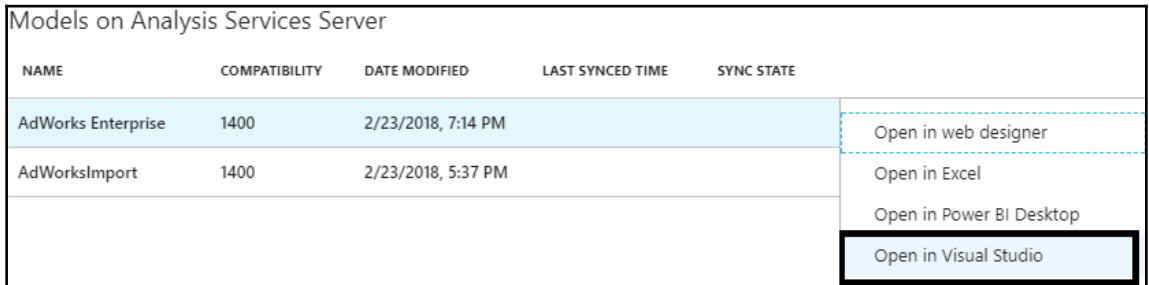 Models on Analysis Services Server
NAME COMPATIBILITY DATE MODIFIED LAST SYNCED TIME SYNC STATE
AdWorks Enterprise 1400 2/23/2018, 7:14 PM
AdWorksImport 1400 2/23/2018, 5:37 PM
Open in web designer
Open in Excel
Open in Power BI Desktop
Open in Visual Studio